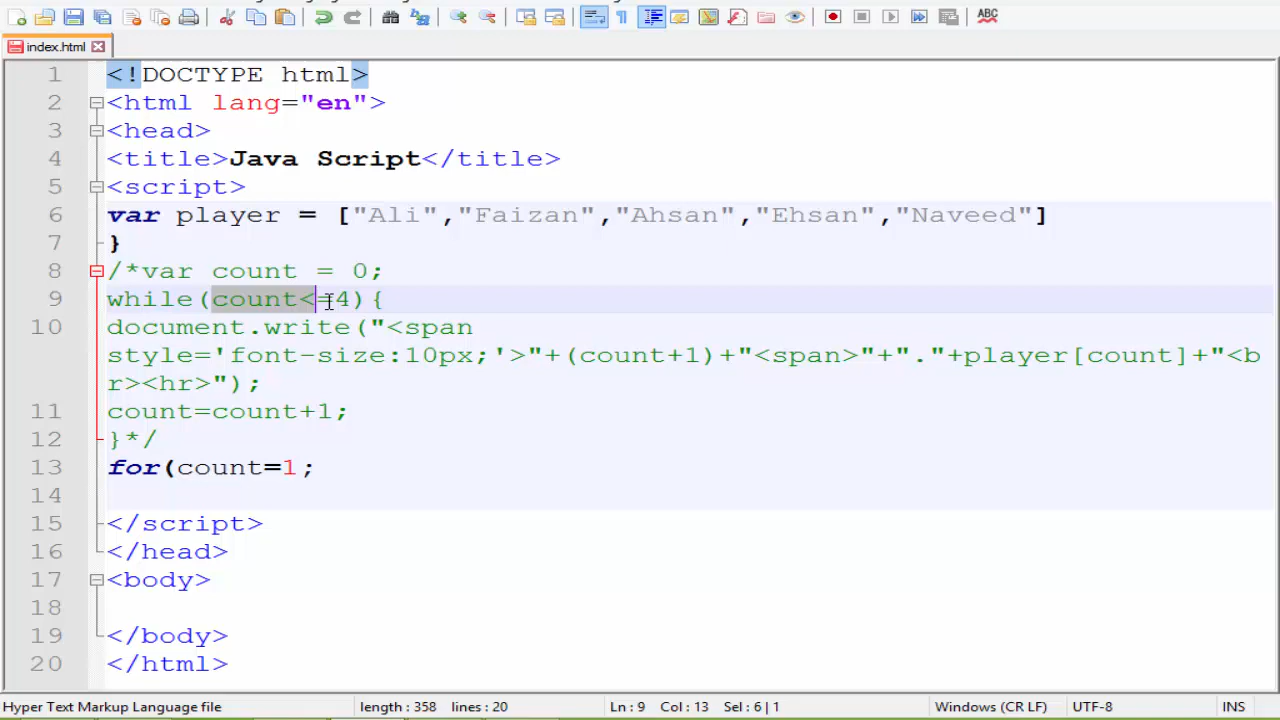 ABC
index.html
1 <!DOCTYPE html>
2 <html lang="en">
3 <head>
4 <title>Java Script</title>
5 <script>
6 var player = ["Ali","Faizan","Ahsan","Ehsan","Naveed"]
7 }
8 /*var count = 0;
9 while(count<=4){
10 document.write("<span
style='font-size:10px;'>"+(count+1)+"<span>"+"."+player[count]+"<b
r><hr>");
11 count=count+1;
12 }*/
13 for(count=1;
14
15 </script>
16 </head>
17 <body>
18
19 </body>
20 </html>
Hyper Text Markup Language file length : 358 lines : 20 Ln : 9 Col : 13 Sel : 6 | 1 Windows (CR LF) UTF-8 INS